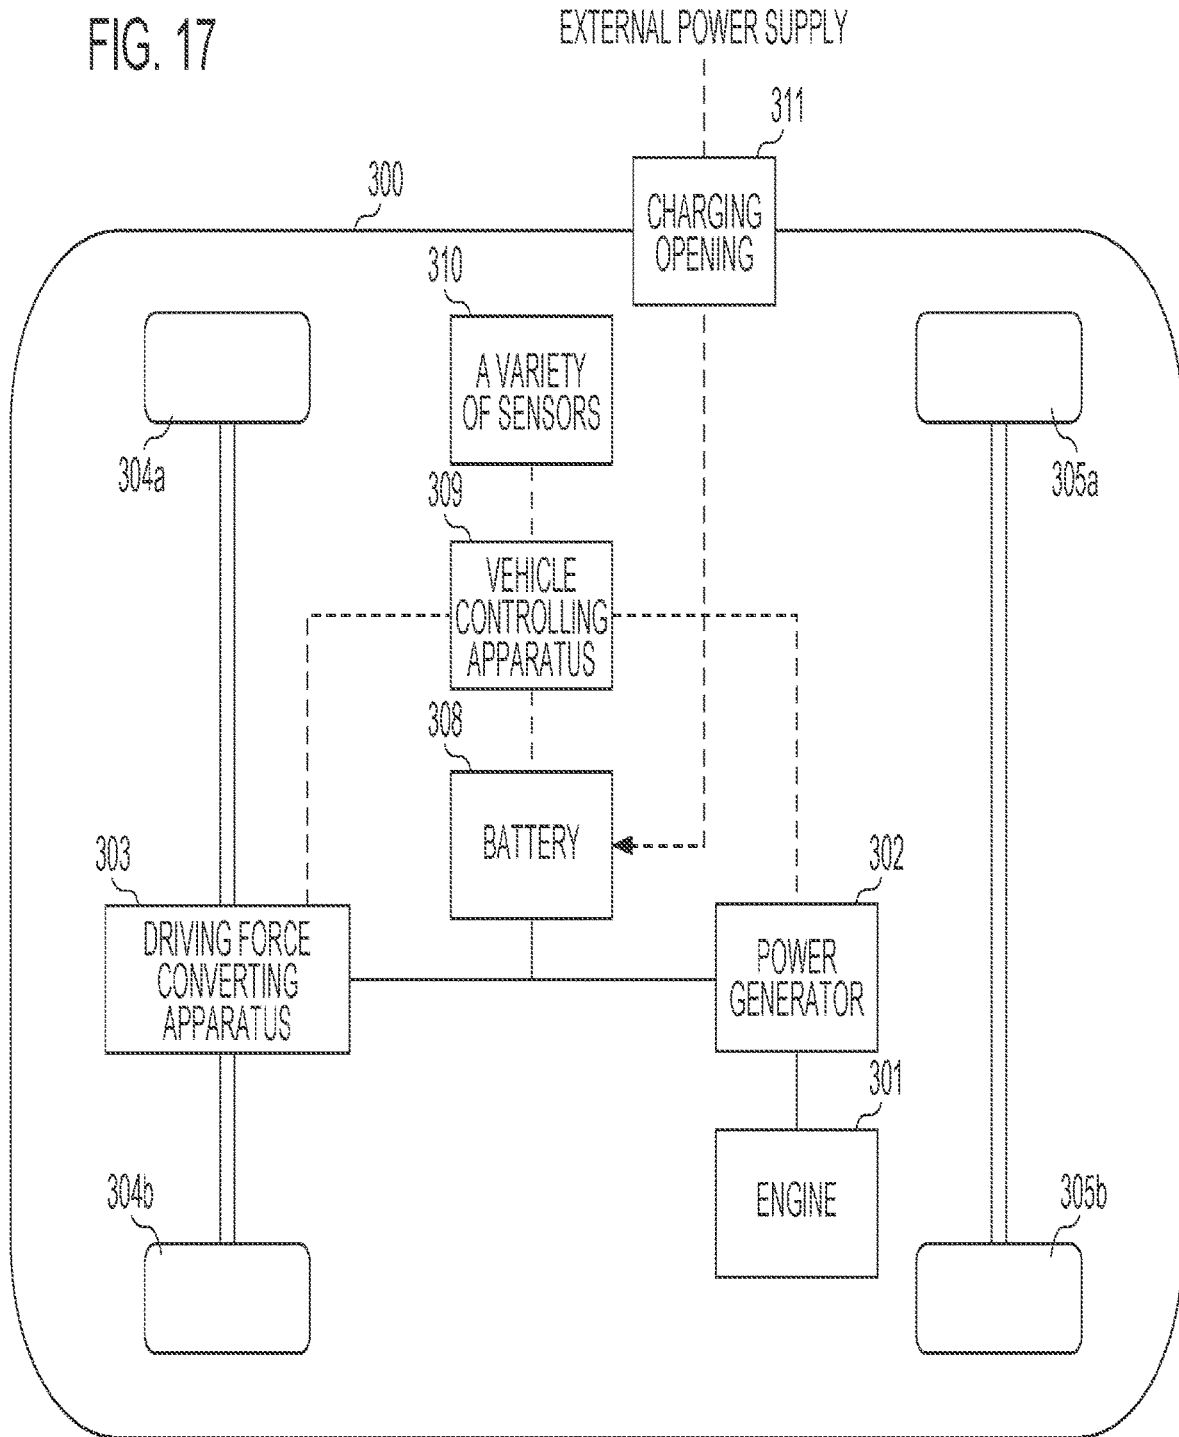 FIG. 17
EXTERNAL POWER SUPPLY
311
300
CHARGING
OPENING
310
A VARIETY
OF SENSORS
304a
305a
309
VEHICLE
CONTROLLING
APPARATUS
308
BATTERY
303
302
DRIVING FORCE
CONVERTING
APPARATUS
POWER
GENERATOR
301
ENGINE
304b
305b